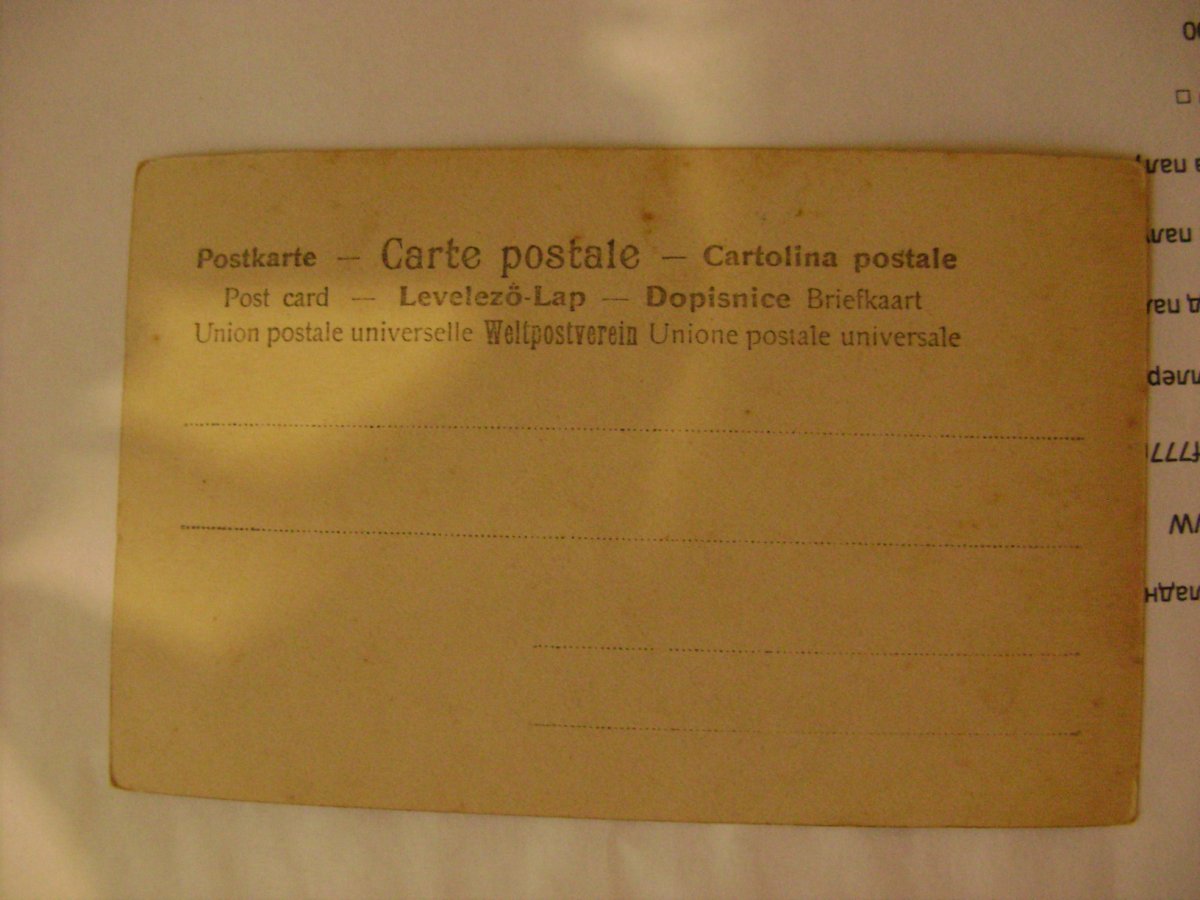 Postkarte — Carte postale — Cartolina postale
Post card — Levelező-Lap — Dopisnice Briefkaart
Union postale universelle Weltpostverein Unione postale universale